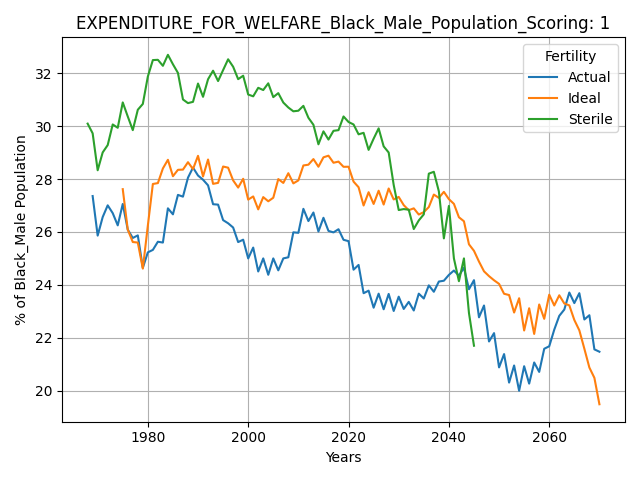 EXPENDITURE_FOR_WELFARE_Black_Male_Population_Scoring: 1
Fertility
Actual
Ideal
Sterile
% of Black_Male Population
32
30
28
26
24
22
20
1980
2000
2020
2040
2060
Years